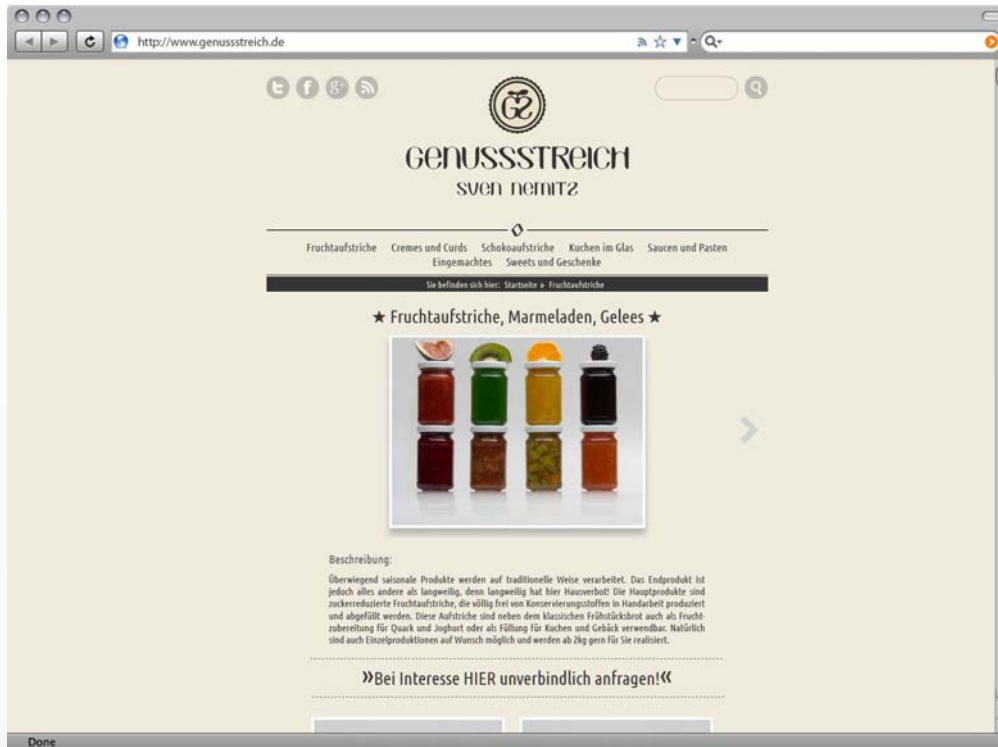 http://www.genussstreich.de
GS
GENUSSSTREICH
SVEN NEMITZ
Fruchtaufstriche Cremes und Curds Schokoaufstriche Kuchen im Glas Saucen und Pasten
Eingemachtes Sweets und Geschenke
Sie befinden sich hier: Startseite » Fruchtaufstriche
★ Fruchtaufstriche, Marmeladen, Gelees ★
Beschreibung:
Überwiegend saisonale Produkte werden auf traditionelle Weise verarbeitet. Das Endprodukt ist
jedoch alles andere als langweilig, denn langweilig hat hier Hausverbot! Die Hauptprodukte sind
zuckerreduzierte Fruchtaufstriche, die völlig frei von Konservierungsstoffen in Handarbeit produziert
und abgefüllt werden. Diese Aufstriche sind neben dem klassischen Frühstücksbrot auch als Frucht-
zubereitung für Quark und Joghurt oder als Füllung für Kuchen und Gebäck verwendbar. Natürlich
sind auch Einzelproduktionen auf Wunsch möglich und werden ab 2kg gern für Sie realisiert.
»Bei Interesse HIER unverbindlich anfragen!«
Done